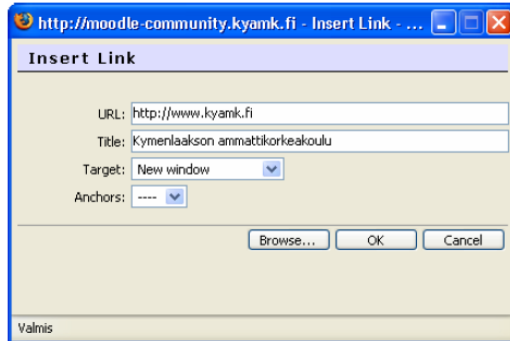 http://moodle-community.kyamk.fi - Insert Link - ...
Insert Link
URL: http://www.kyamk.fi
Title: Kymenlaakson ammattikorkeakoulu
Target: New window
Anchors: ----
Browse... OK Cancel
Valmis